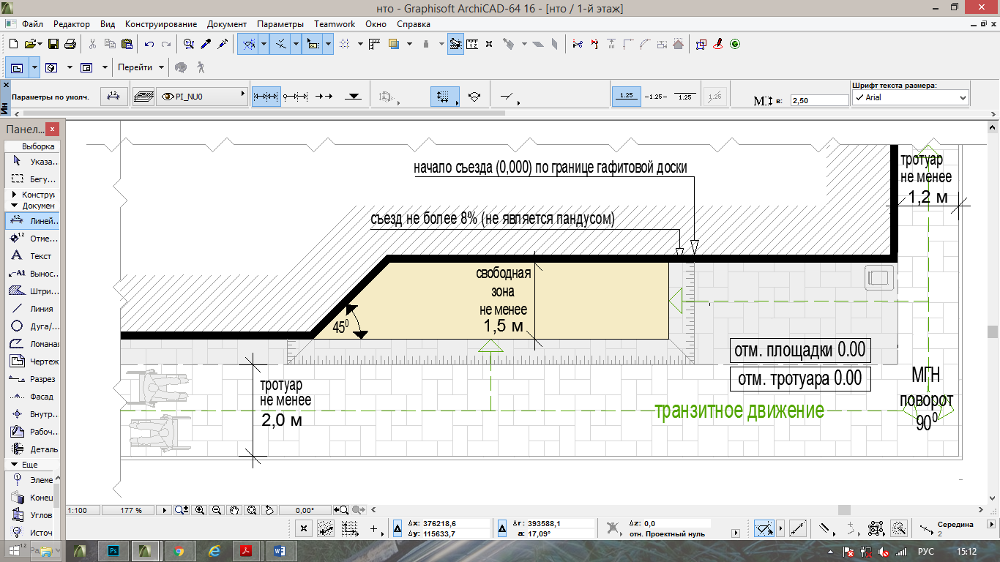 нто - Graphisoft ArchiCAD-64 16 - [нто / 1-й этаж]
Файл Редактор Вид Конструирование Документ Параметры Teamwork Окно Справка
Перейти
Параметры по умолч.
PI_NU0
1.25
-1.25-
1.25
1.25
М
в:
2,50
Шрифт текста размера:
Arial
Ин
Панел...
Выборка
Указа
Бегу...
Констру
Докумен
Линей..
Отме...
Текст
Вынос..
Штри...
Линия
Дуга/...
Ломаная
Чертеж
Разрез
Фасад
Внутр..
Рабоч..
Деталь
Еще
Элеме
Конец
Углов
Источ
начало съезда (0,000) по границе гафитовой доски
съезд не более 8% (не является пандусом)
тротуар
не менее
1,2 м
свободная
зона
не менее
1,5 м
45⁰
отм. площадки 0.00
отм. тротуара 0.00
тротуар
не менее
2,0 м
транзитное движение
МГН
поворот
90⁰
1:100
177 %
0,00°
Δx: 376218,6
Δy: 115633,7
Δr: 393588,1
a: 17,09°
Δz: 0,0
отн. Проектный нуль
Середина
2
Ps
РУС
15:12